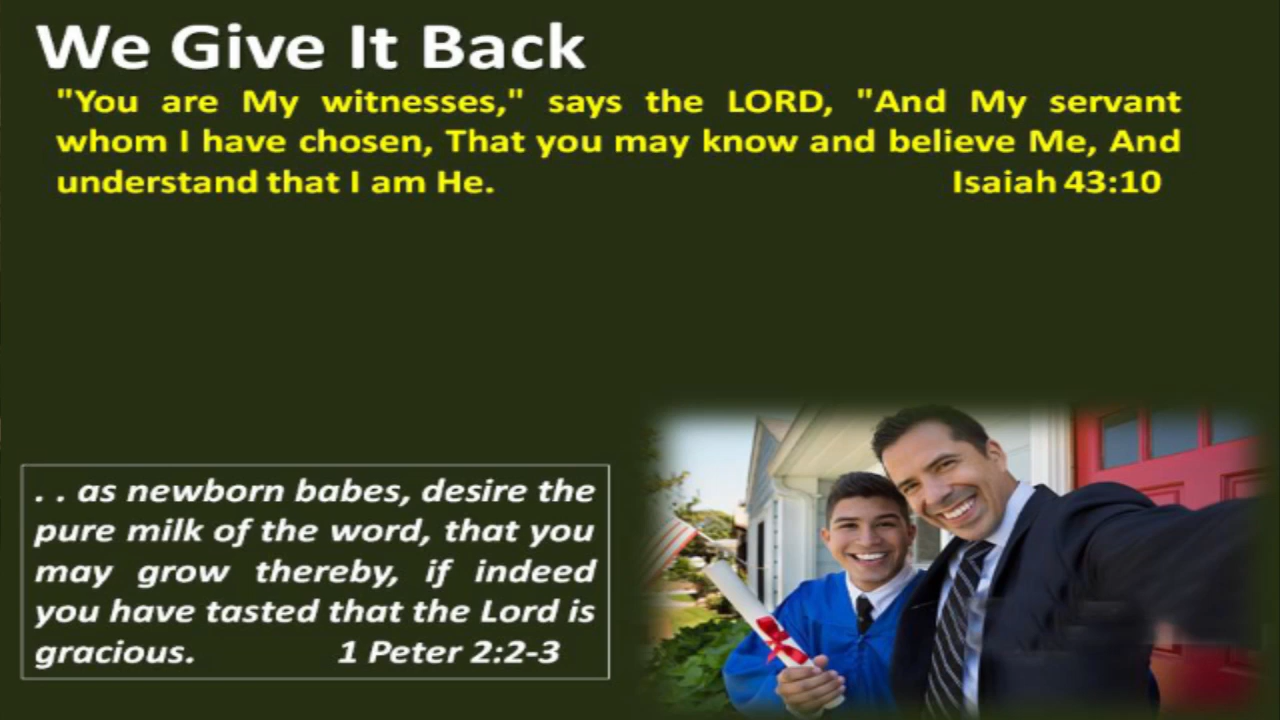 We Give It Back
"You are My witnesses," says the LORD, "And My servant
whom I have chosen, That you may know and believe Me, And
understand that I am He. Isaiah 43:10
. . as newborn babes, desire the
pure milk of the word, that you
may grow thereby, if indeed
you have tasted that the Lord is
gracious. 1 Peter 2:2-3